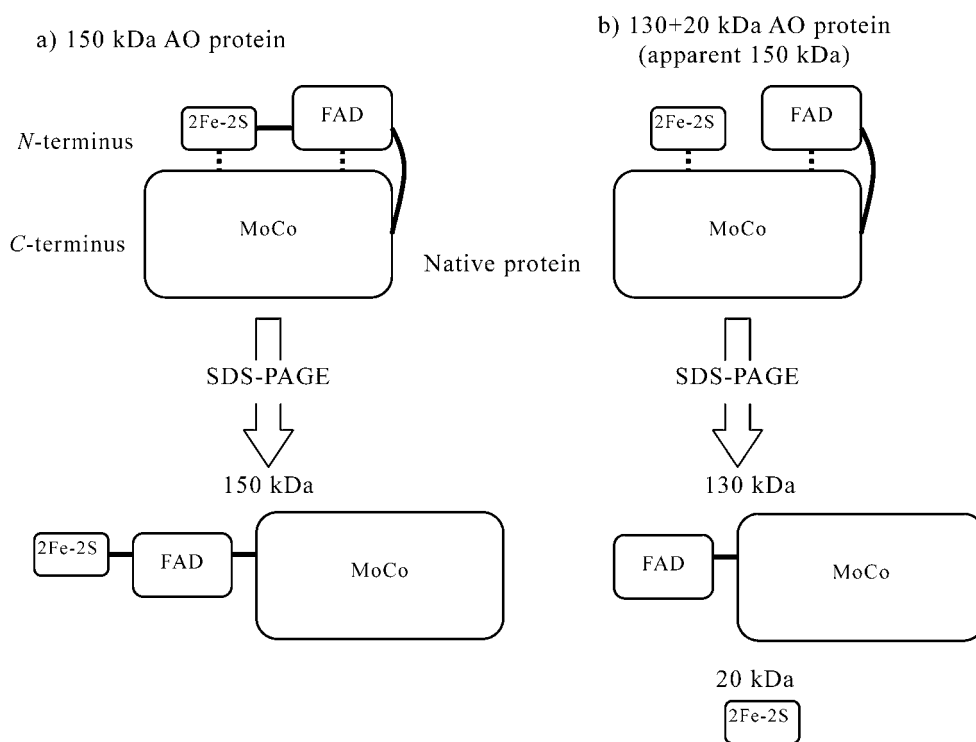 a) 150 kDa AO protein
2Fe-2S
FAD
N-terminus
MoCo
C-terminus
b) 130+20 kDa AO protein
(apparent 150 kDa)
2Fe-2S
FAD
MoCo
Native protein
SDS-PAGE
SDS-PAGE
150 kDa
2Fe-2S
FAD
MoCo
130 kDa
FAD
MoCo
20 kDa
2Fe-2S